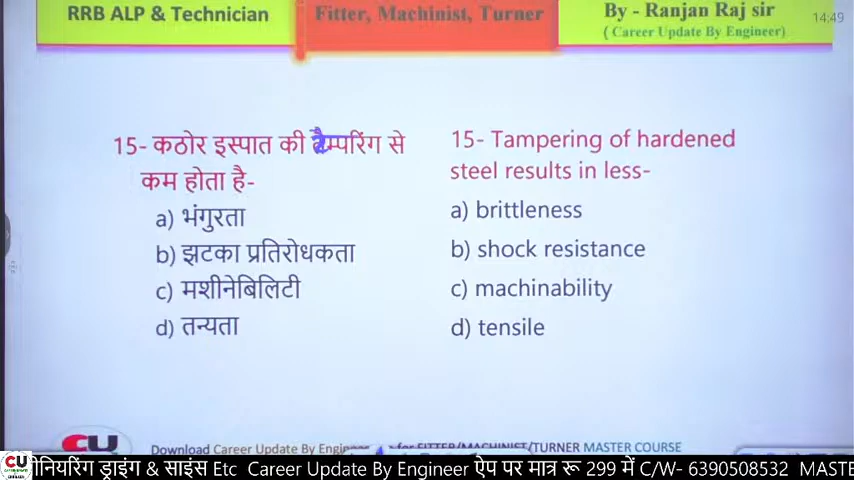 RRB ALP & Technician
Fitter, Machinist, Turner
By - Ranjan Raj sir
( Career Update By Engineer)
14:49
15- कठोर इस्पात की टैम्परिंग से
कम होता है-
a) भंगुरता
b) झटका प्रतिरोधकता
c) मशीनेबिलिटी
d) तन्यता
15- Tampering of hardened
steel results in less-
a) brittleness
b) shock resistance
c) machinability
d) tensile
CU
Download Career Update By for FITTER/MACHINIST/TURNER MASTER COURSE
CU
ीनियरिंग ड्राइंग & साइंस Etc Career Update By Engineer ऐप पर मात्र रू 299 में C/W- 6390508532 MASTE